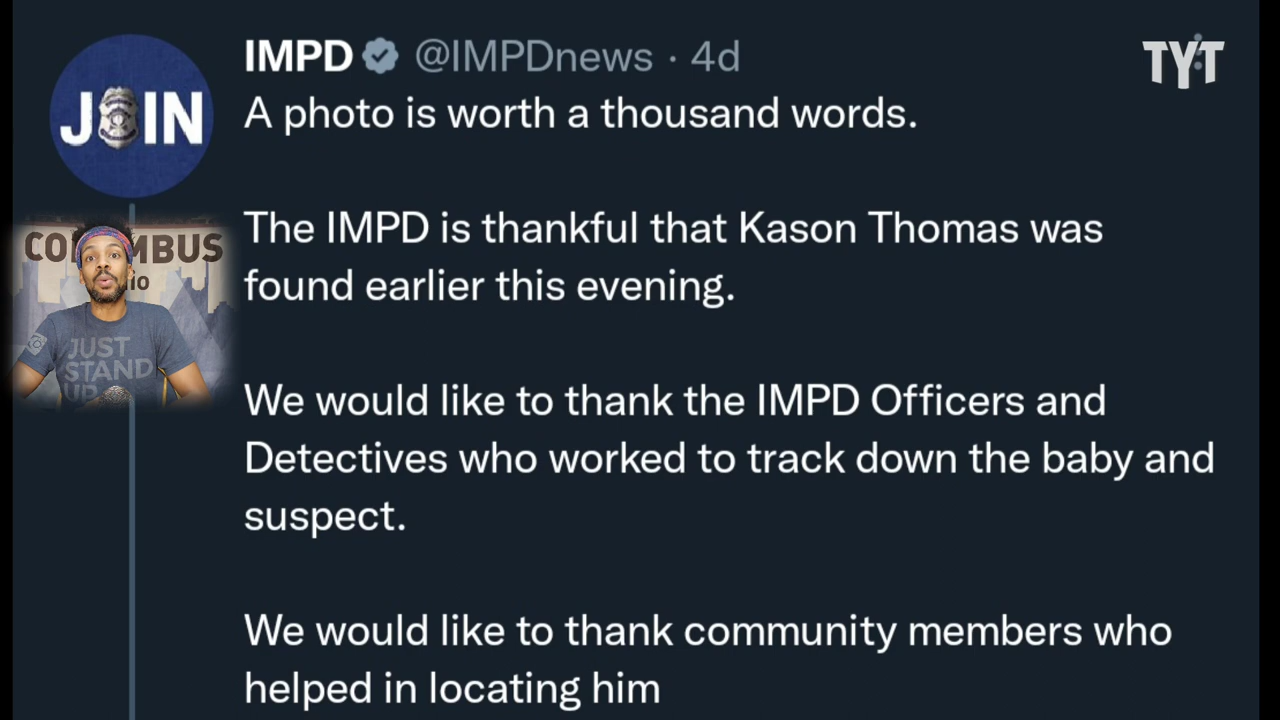 IMPD @IMPDnews · 4d
TYT
JOIN
A photo is worth a thousand words.
The IMPD is thankful that Kason Thomas was
found earlier this evening.
COLUMBUS
We would like to thank the IMPD Officers and
Detectives who worked to track down the baby and
suspect.
JUST
STAND
UP
We would like to thank community members who
helped in locating him